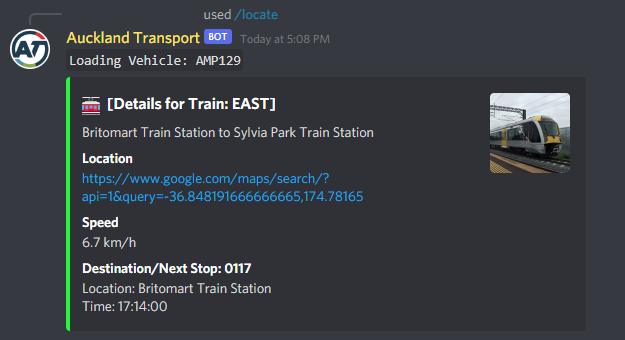 used /locate
AT
Auckland Transport BOT Today at 5:08 PM
Loading Vehicle: AMP129
[Details for Train: EAST]
Britomart Train Station to Sylvia Park Train Station
Location
https://www.google.com/maps/search/?
api=1&query=-36.848191666666665,174.78165
Speed
6.7 km/h
Destination/Next Stop: 0117
Location: Britomart Train Station
Time: 17:14:00